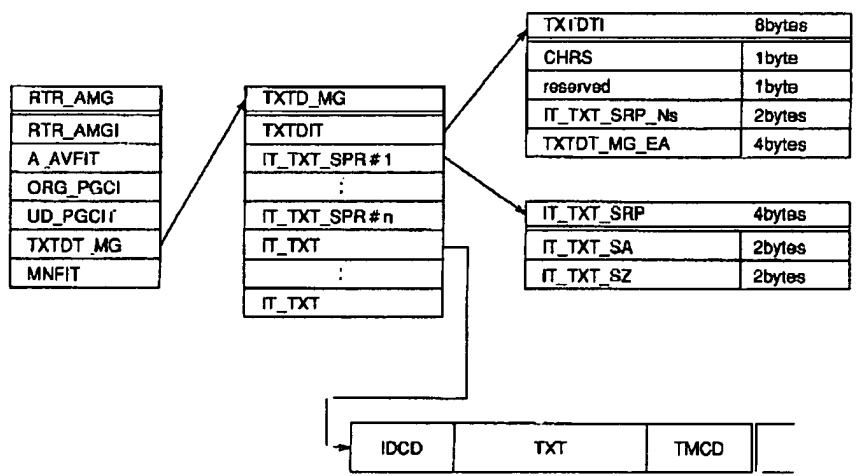 RTR_AMG
RTR_AMGI
A_AVFIT
ORG_PGCI
UD_PGCIT
TXTDT_MG
MNFIT
TXTD_MG
TXTDIT
IT_TXT_SPR#1
⋮
IT_TXT_SPR#n
IT_TXT
⋮
IT_TXT
TXTDTI 8bytes
CHRS 1byte
reserved 1byte
IT_TXT_SRP_Ns 2bytes
TXTDT_MG_EA 4bytes
IT_TXT_SRP 4bytes
IT_TXT_SA 2bytes
IT_TXT_SZ 2bytes
IDCD TXT TMCD